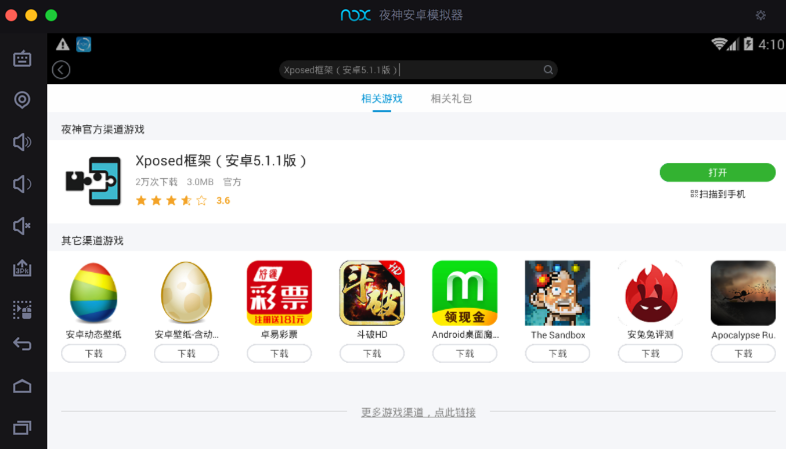 nox 夜神安卓模拟器
4:10
Xposed框架（安卓5.1.1版）
相关游戏 相关礼包
夜神官方渠道游戏
Xposed框架（安卓5.1.1版）
2万次下载 3.0MB 官方
3.6
打开
扫描到手机
其它渠道游戏
好运
彩票
注册送181元
斗破
HD
m
领现金
安卓动态壁纸 安卓壁纸-含动... 卓易彩票 斗破HD Android桌面魔... The Sandbox 安兔兔评测 Apocalypse Ru.
下载 下载 下载 下载 下载 下载 下载 下载
更多游戏渠道，点此链接